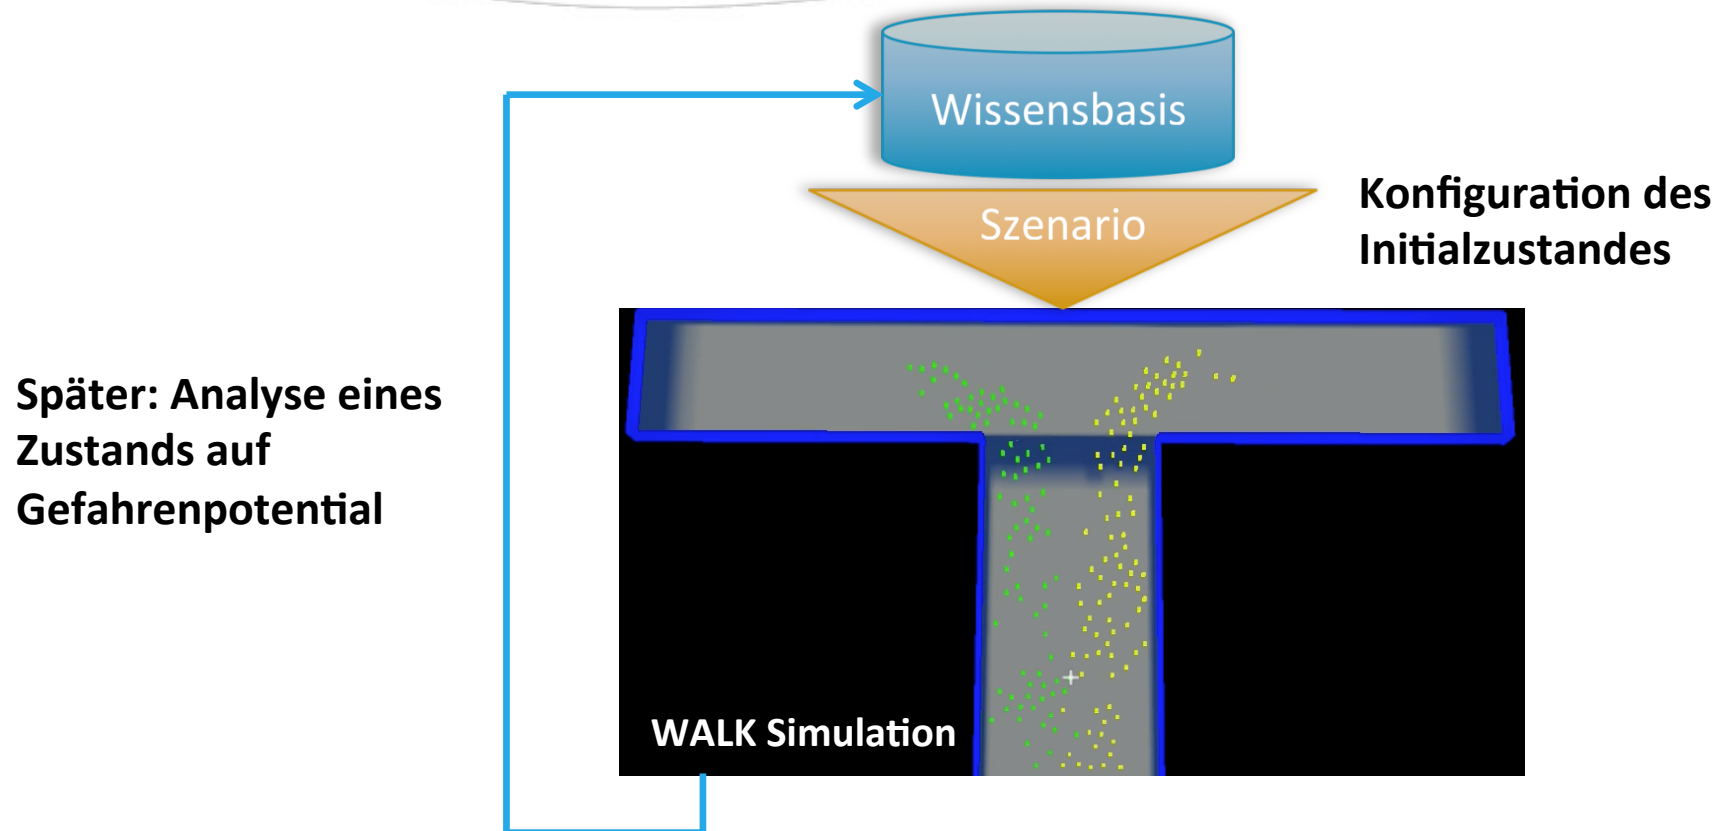 Wissensbasis
Szenario
Konfiguration des
Initialzustandes
Später: Analyse eines
Zustands auf
Gefahrenpotential
WALK Simulation